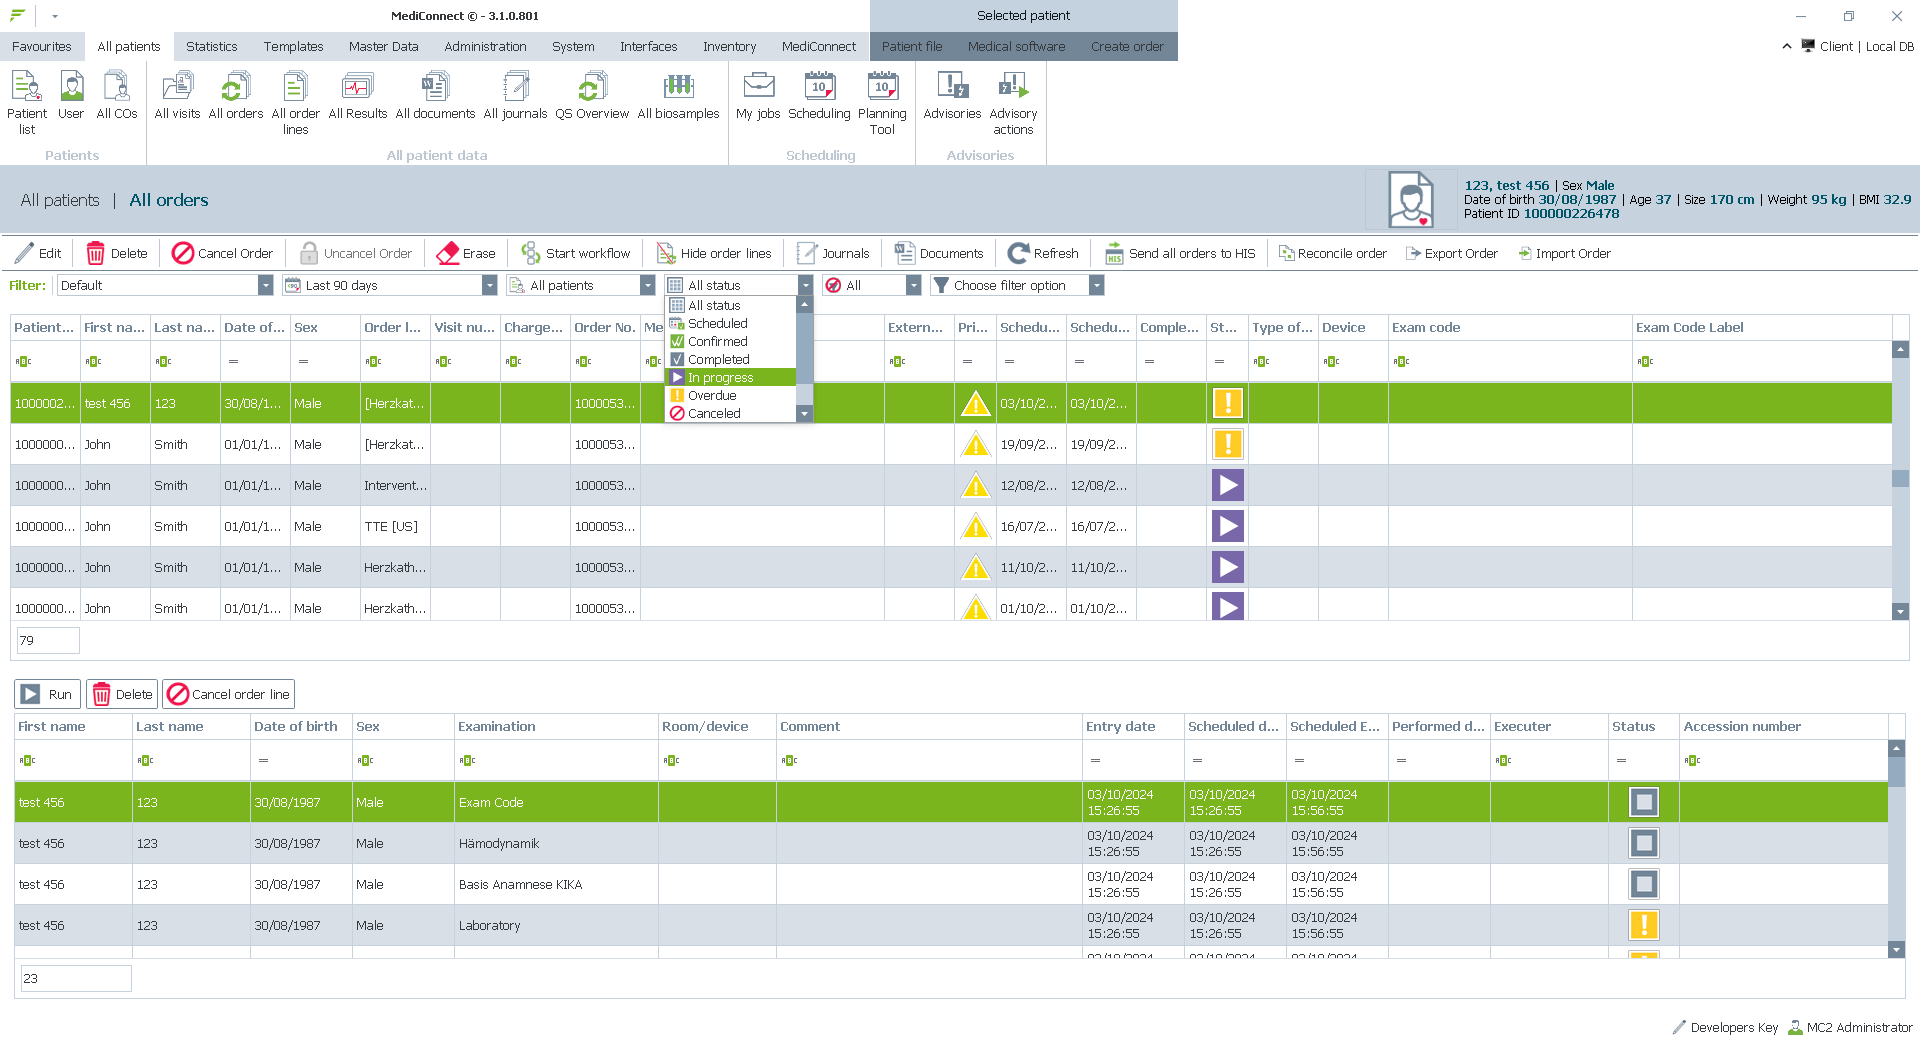 MediConnect © - 3.1.0.801
Selected patient
Favourites All patients Statistics Templates Master Data Administration System Interfaces Inventory MediConnect Patient file Medical software Create order
Client | Local DB
Patient list User All COs All visits All orders All order lines All Results All documents All journals QS Overview All biosamples My jobs Scheduling Planning Tool Advisories Advisory actions
Patients All patient data Scheduling Advisories
All patients | All orders
123, test 456 | Sex Male
Date of birth 30/08/1987 | Age 37 | Size 170 cm | Weight 95 kg | BMI 32.9
Patient ID 100000226478
Edit Delete Cancel Order Uncancel Order Erase Start workflow Hide order lines Journals Documents Refresh Send all orders to HIS Reconcile order Export Order Import Order
Filter: Default Last 90 days All patients All status All Choose filter option
All status
Scheduled
Confirmed
Completed
In progress
Overdue
Canceled
Patient... First na... Last na... Date of... Sex Order l... Visit nu... Charge... Order No. Me Extern... Pri... Schedu... Schedu... Comple... St... Type of... Device Exam code Exam Code Label
1000002... test 456 123 30/08/1... Male [Herzkat... 1000053... 03/10/2... 03/10/2...
1000000... John Smith 01/01/1... Male [Herzkat... 1000053... 19/09/2... 19/09/2...
1000000... John Smith 01/01/1... Male Intervent... 1000053... 12/08/2... 12/08/2...
1000000... John Smith 01/01/1... Male TTE [US] 1000053... 16/07/2... 16/07/2...
1000000... John Smith 01/01/1... Male Herzkath... 1000053... 11/10/2... 11/10/2...
1000000... John Smith 01/01/1... Male Herzkath... 1000053... 01/10/2... 01/10/2...
79
Run Delete Cancel order line
First name Last name Date of birth Sex Examination Room/device Comment Entry date Scheduled d... Scheduled E... Performed d... Executer Status Accession number
test 456 123 30/08/1987 Male Exam Code 03/10/2024 15:26:55 03/10/2024 15:26:55 03/10/2024 15:56:55
test 456 123 30/08/1987 Male Hämodynamik 03/10/2024 15:26:55 03/10/2024 15:26:55 03/10/2024 15:56:55
test 456 123 30/08/1987 Male Basis Anamnese KIKA 03/10/2024 15:26:55 03/10/2024 15:26:55 03/10/2024 15:56:55
test 456 123 30/08/1987 Male Laboratory 03/10/2024 15:26:55 03/10/2024 15:26:55 03/10/2024 15:56:55
23
Developers Key MC2 Administrator